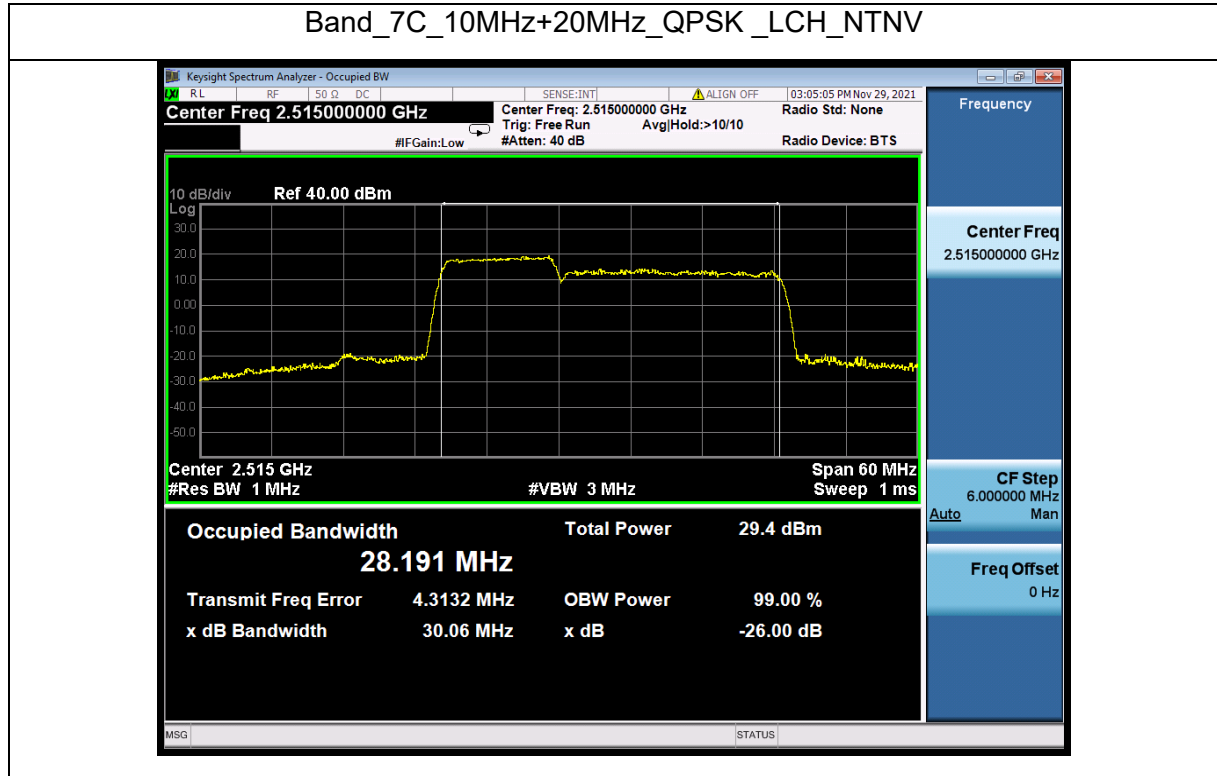 Band_7C_10MHz+20MHz_QPSK _LCH_NTNV
Keysight Spectrum Analyzer - Occupied BW
LXI RL RF 50 Ω DC SENSE:INT ALIGN OFF 03:05:05 PM Nov 29, 2021
Center Freq 2.515000000 GHz
Center Freq: 2.515000000 GHz Radio Std: None
Trig: Free Run Avg|Hold:>10/10
#IFGain:Low #Atten: 40 dB Radio Device: BTS
Frequency
10 dB/div Ref 40.00 dBm
Log
30.0
20.0
10.0
0.00
-10.0
-20.0
-30.0
-40.0
-50.0
Center 2.515 GHz Span 60 MHz
#Res BW 1 MHz #VBW 3 MHz Sweep 1 ms
Center Freq
2.515000000 GHz
CF Step
6.000000 MHz
Auto Man
Freq Offset
0 Hz
Occupied Bandwidth Total Power 29.4 dBm
28.191 MHz
Transmit Freq Error 4.3132 MHz OBW Power 99.00 %
x dB Bandwidth 30.06 MHz x dB -26.00 dB
MSG STATUS